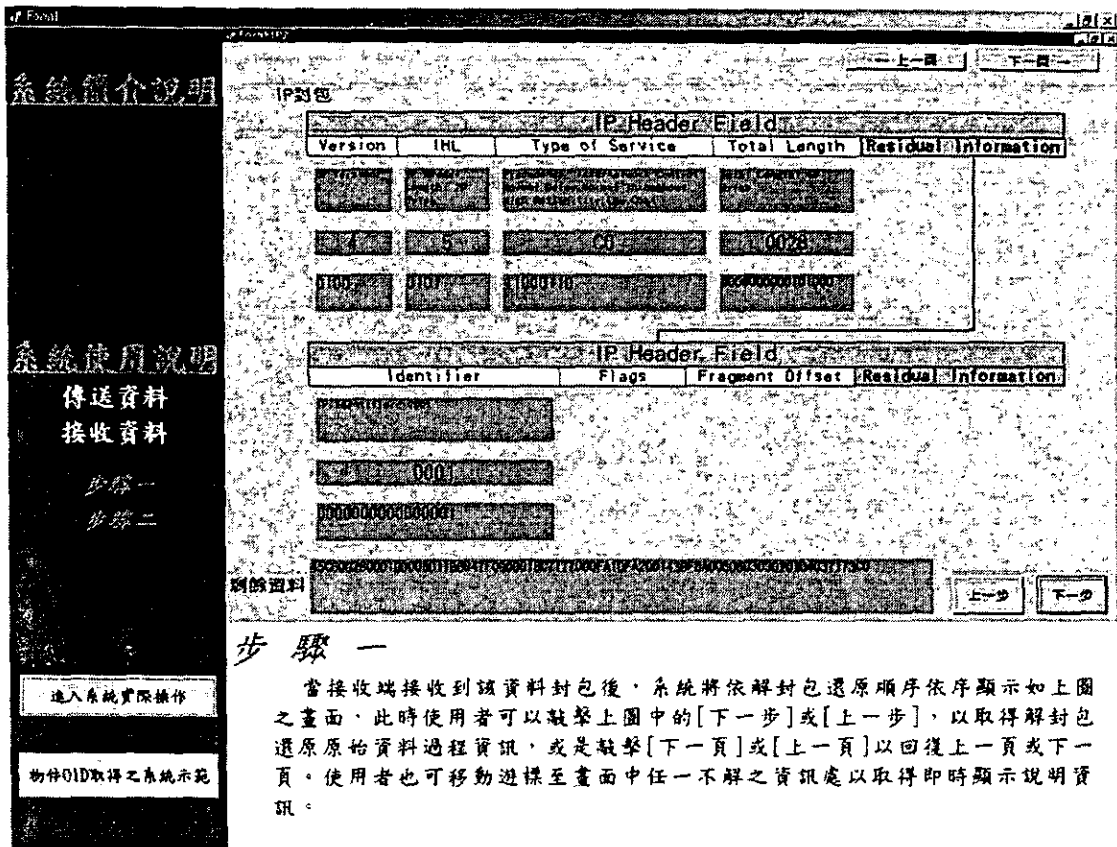 系統簡介說明
系統使用說明
傳送資料
接收資料
步驟一
步驟二
進入系統實際操作
物件OID取得之系統示範
←上一頁
下一頁→
IP封包
IP Header Field
Version IHL Type of Service Total Length Residual Information
4 5 C0 0028
0100 0101
IP Header Field
Identifier Flags Fragment Offset Residual Information
0001
0000000000000001
剩餘資料
上一步
下一步
步 驟 一
當接收端接收到該資料封包後，系統將依解封包還原順序依序顯示如上圖
之畫面，此時使用者可以敲擊上圖中的[下一步]或[上一步]，以取得解封包
還原原始資料過程資訊，或是敲擊[下一頁]或[上一頁]以回復上一頁或下一
頁。使用者也可移動遊標至畫面中任一不解之資訊處以取得即時顯示說明資
訊。